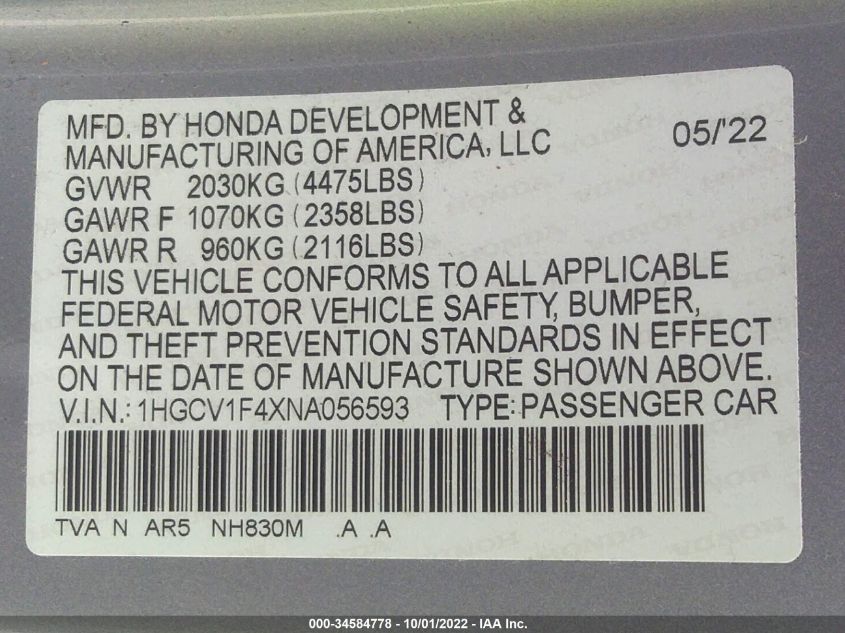 MFD. BY HONDA DEVELOPMENT &
MANUFACTURING OF AMERICA, LLC 05/'22
GVWR 2030KG (4475LBS)
GAWR F 1070KG (2358LBS)
GAWR R 960KG (2116LBS)
THIS VEHICLE CONFORMS TO ALL APPLICABLE
FEDERAL MOTOR VEHICLE SAFETY, BUMPER,
AND THEFT PREVENTION STANDARDS IN EFFECT
ON THE DATE OF MANUFACTURE SHOWN ABOVE.
V.I.N.: 1HGCV1F4XNA056593 TYPE: PASSENGER CAR
TVA N AR5 NH830M .A .A
000-34584778 - 10/01/2022 - IAA Inc.